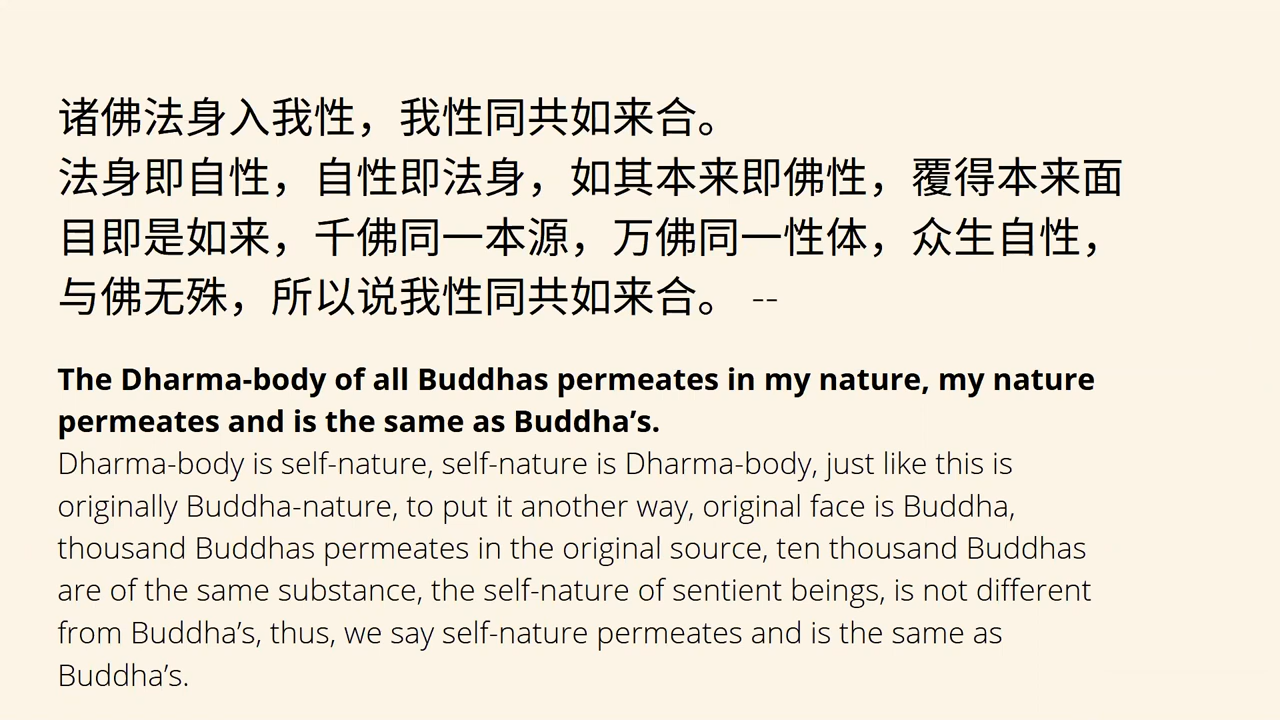 诸佛法身入我性，我性同共如来合。
法身即自性，自性即法身，如其本来即佛性，覆得本来面
目即是如来，千佛同一本源，万佛同一性体，众生自性，
与佛无殊，所以说我性同共如来合。 --
The Dharma-body of all Buddhas permeates in my nature, my nature
permeates and is the same as Buddha’s.
Dharma-body is self-nature, self-nature is Dharma-body, just like this is
originally Buddha-nature, to put it another way, original face is Buddha,
thousand Buddhas permeates in the original source, ten thousand Buddhas
are of the same substance, the self-nature of sentient beings, is not different
from Buddha’s, thus, we say self-nature permeates and is the same as
Buddha’s.